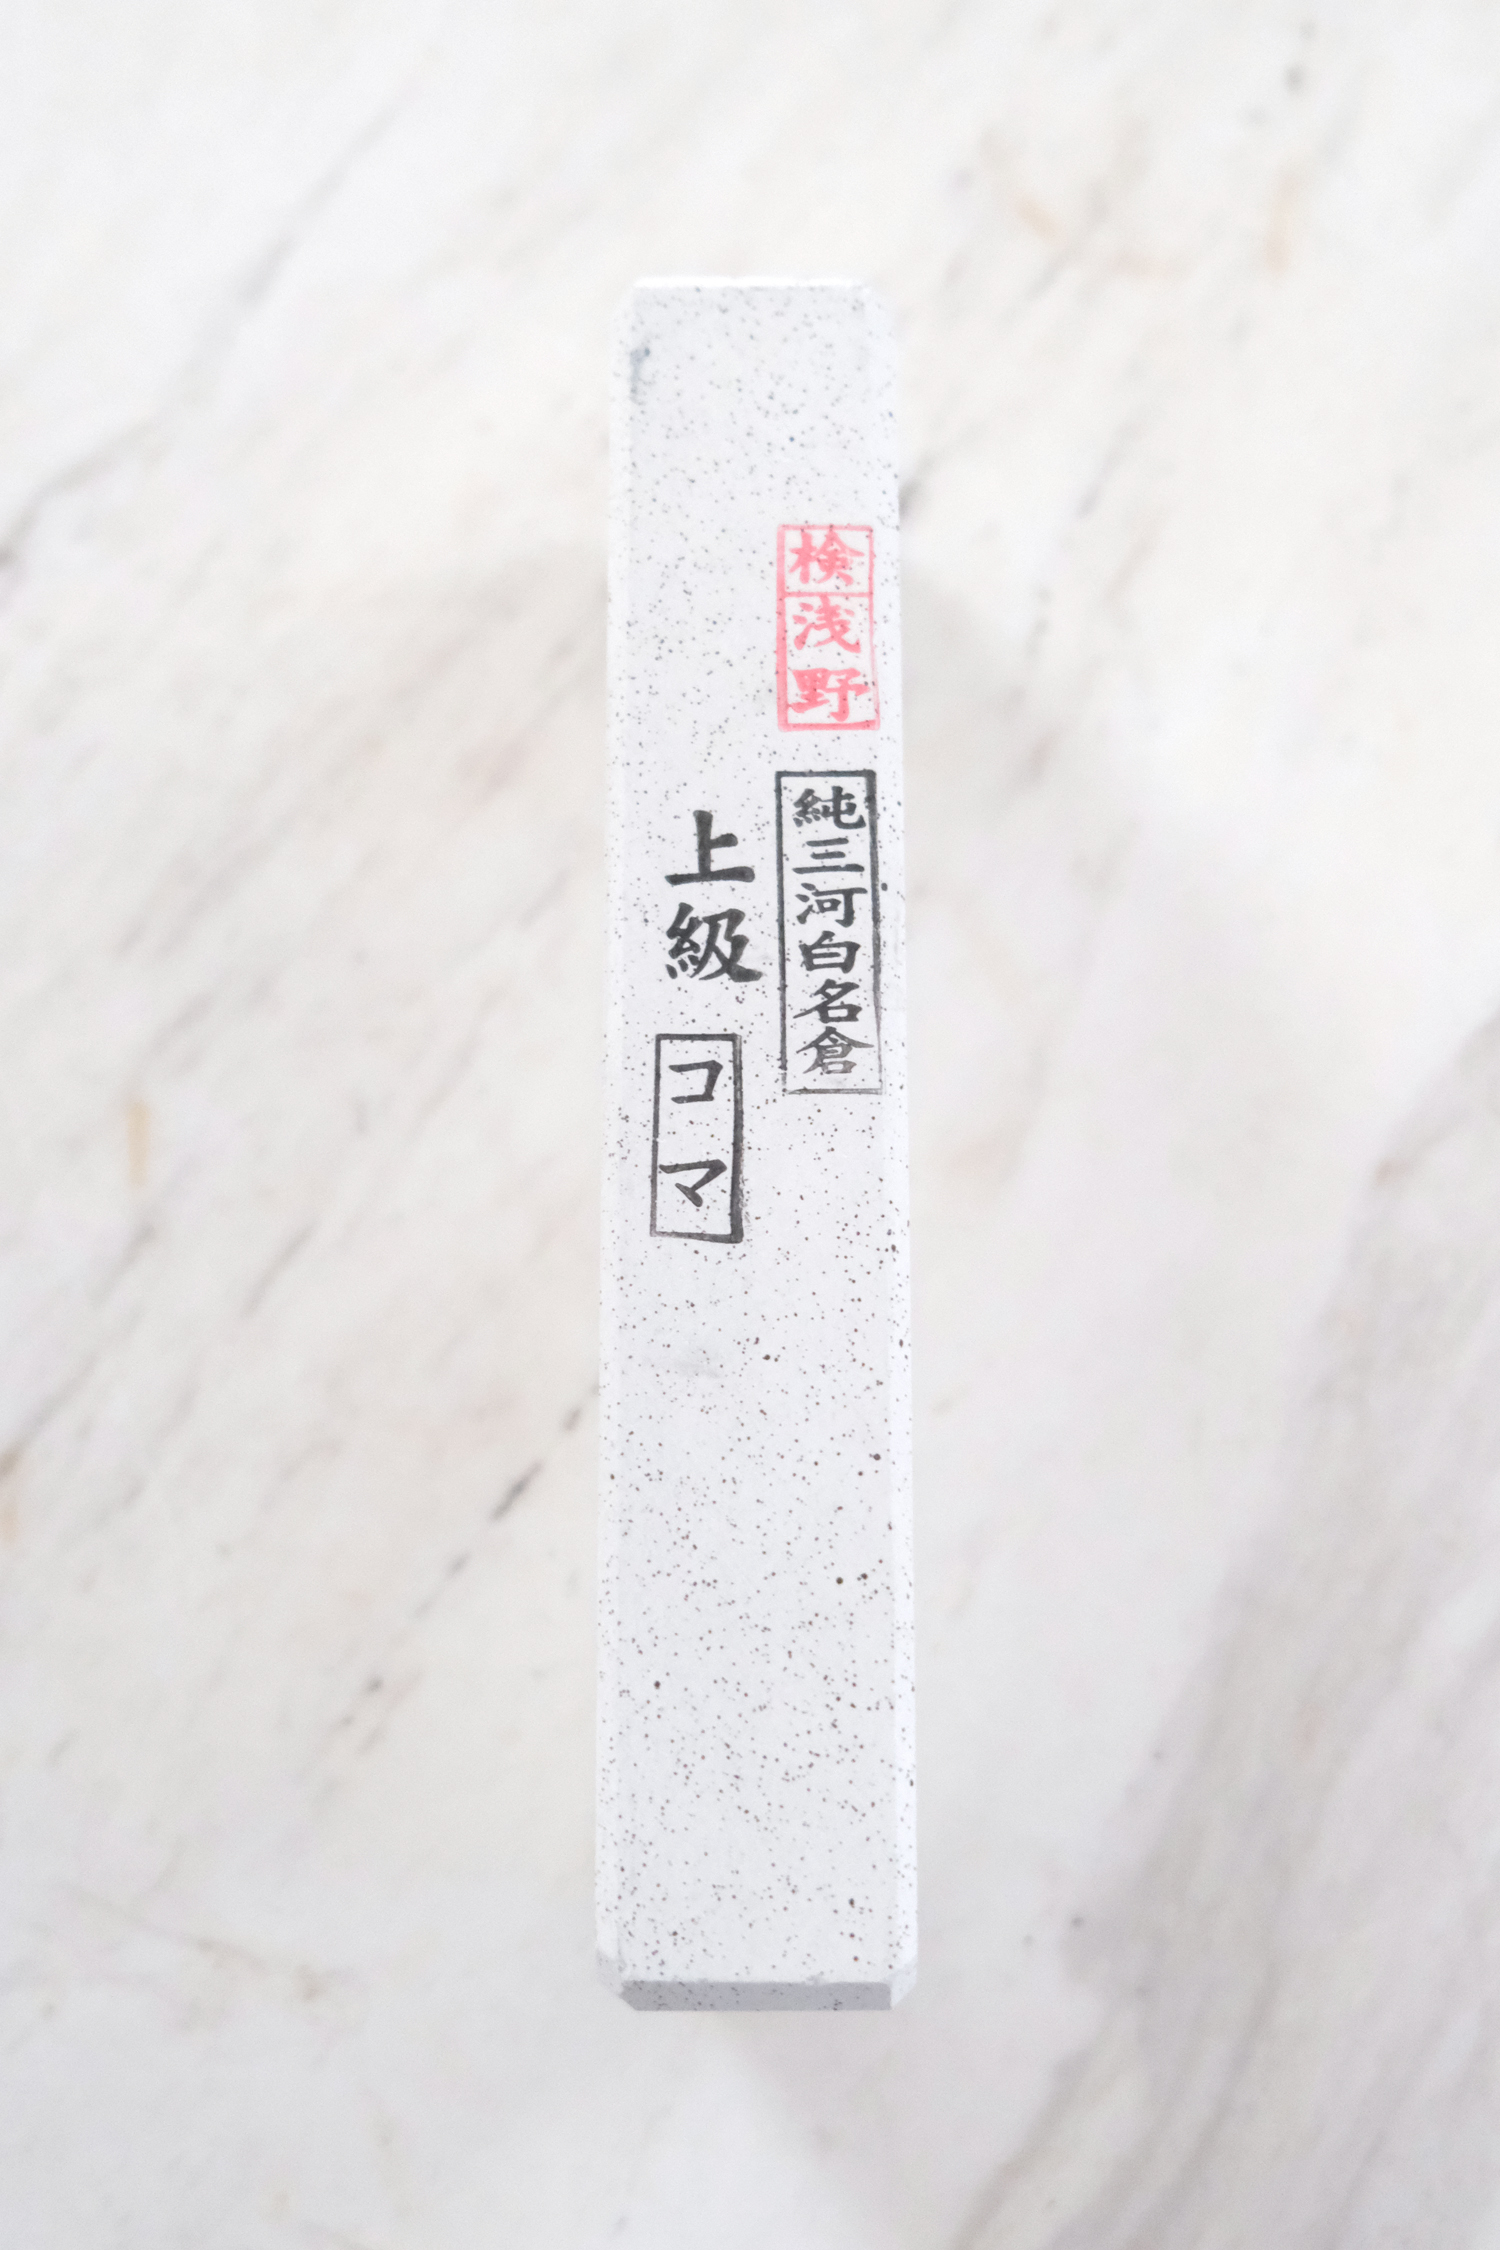 検
浅野
純三河白名倉
上級
コマ